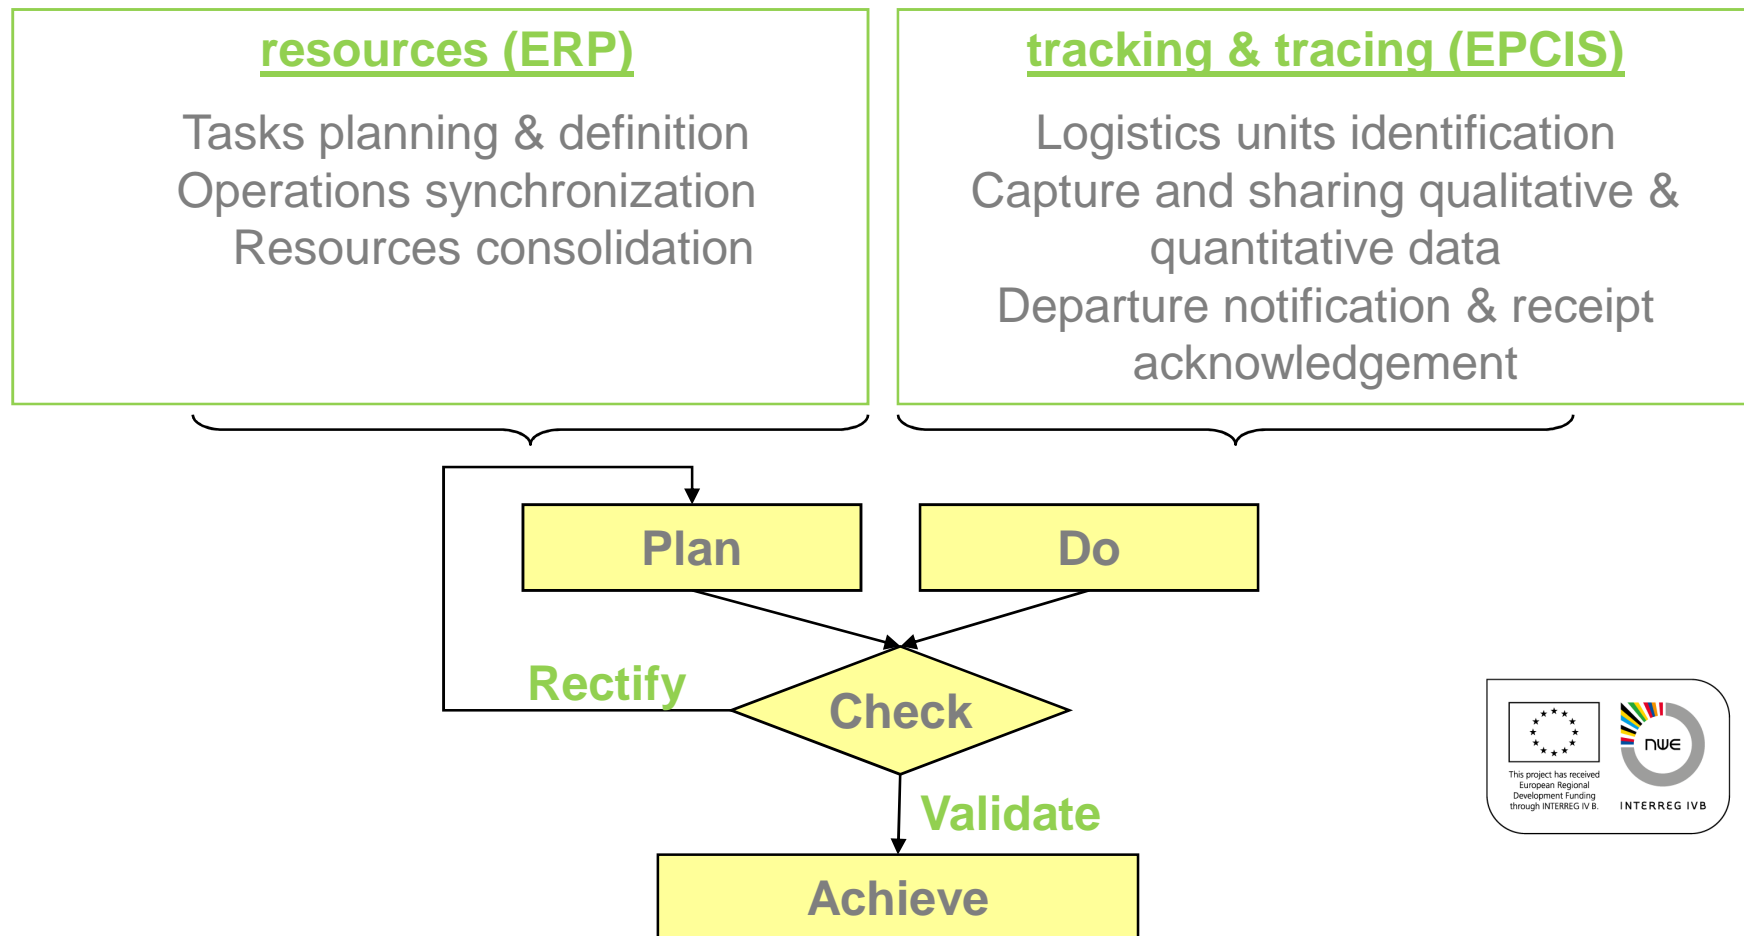 resources (ERP)
Tasks planning & definition
Operations synchronization
Resources consolidation
tracking & tracing (EPCIS)
Logistics units identification
Capture and sharing qualitative &
quantitative data
Departure notification & receipt
acknowledgement
Plan
Do
Rectify
Check
Validate
Achieve
This project has received
European Regional
Development Funding
through INTERREG IV B.
nwe
INTERREG IVB